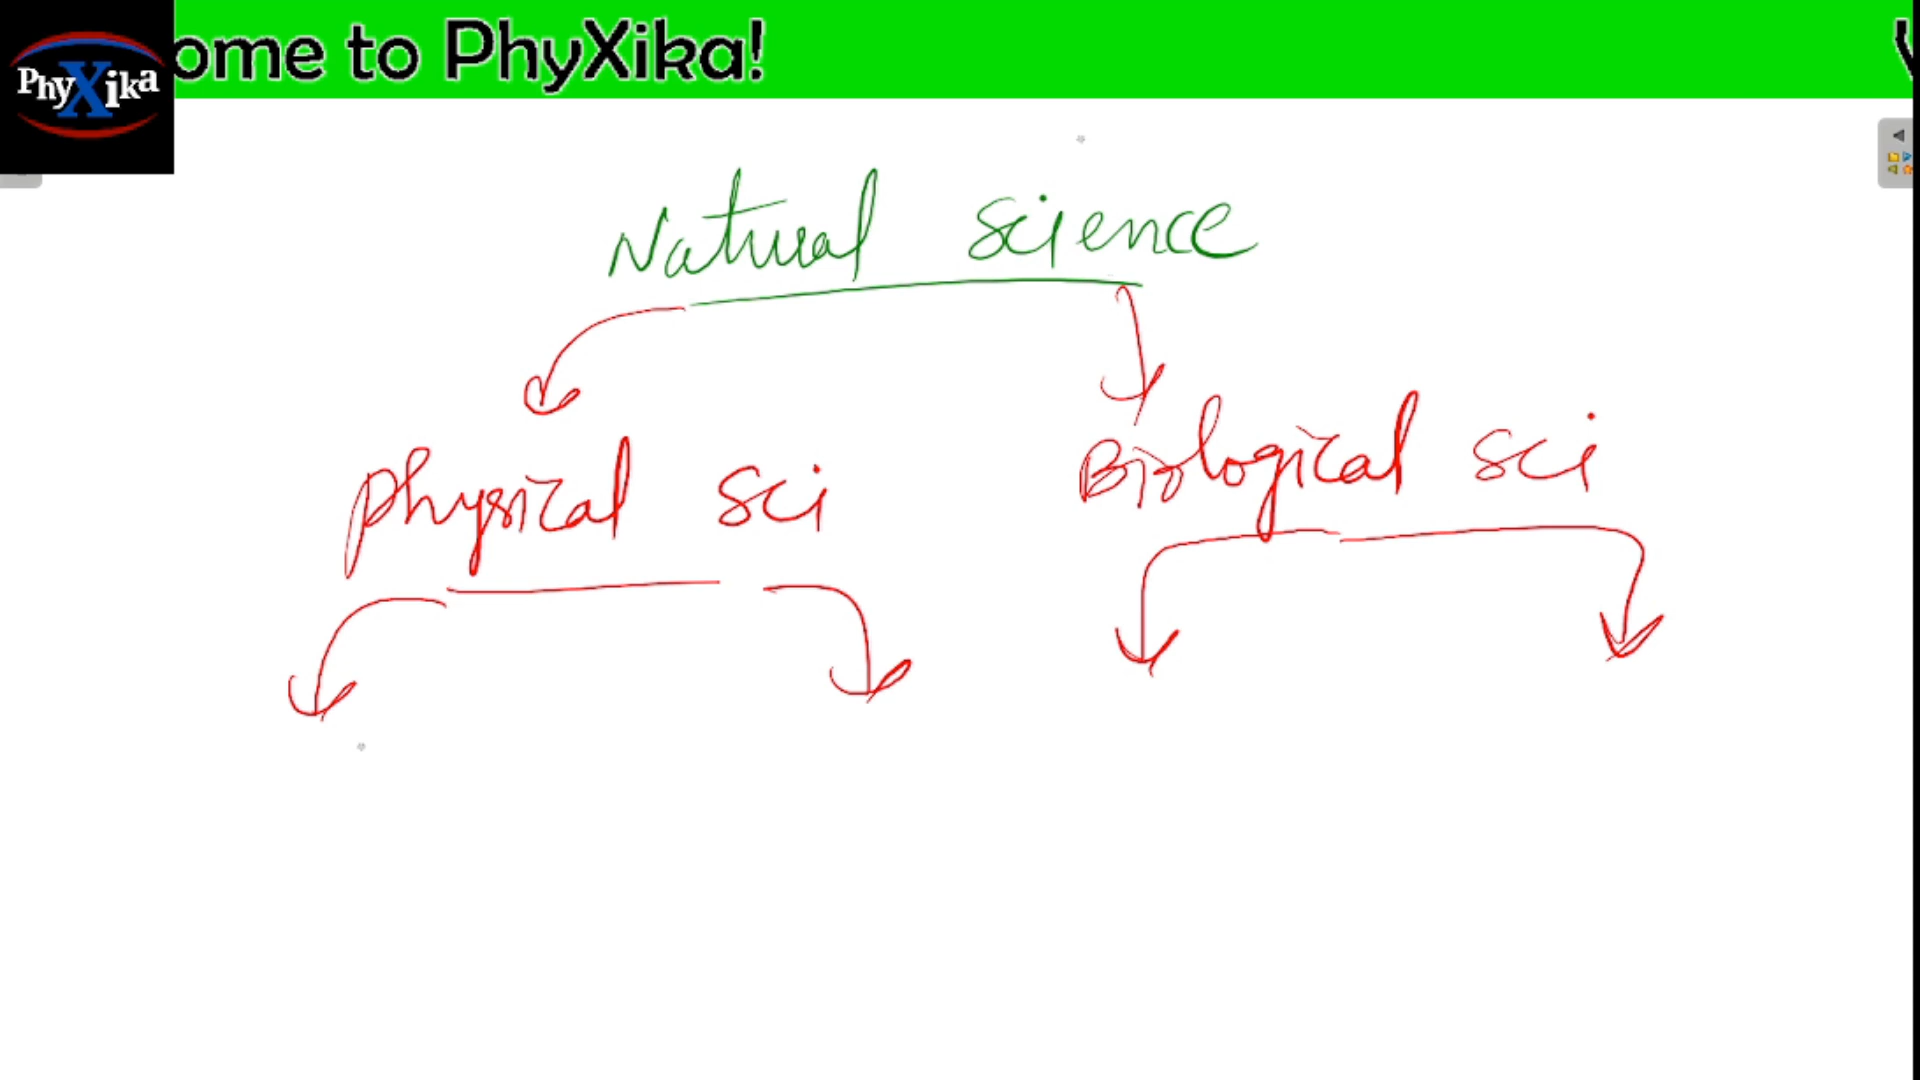 ome to PhyXika!
PhyXika
Natural science
physical sci
Biological sci